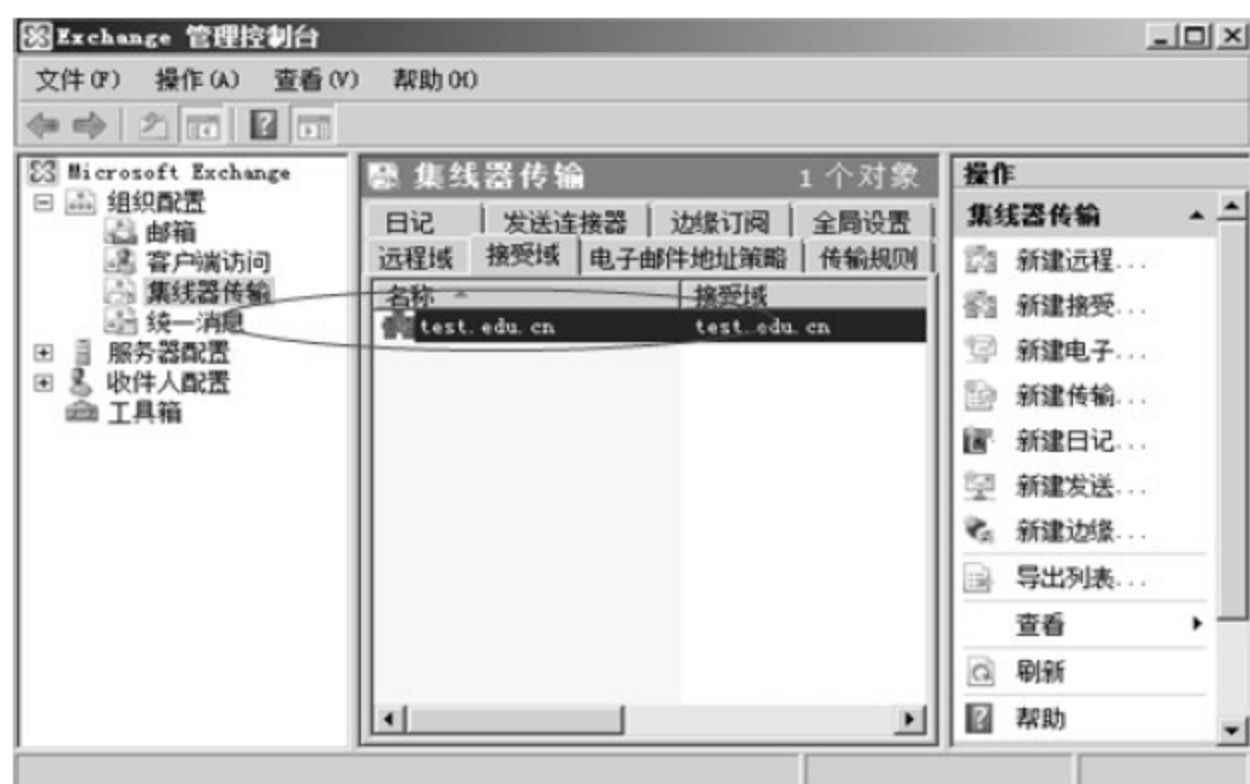 Exchange 管理控制台
文件(F) 操作(A) 查看(V) 帮助(H)
Microsoft Exchange
组织配置
邮箱
客户端访问
集线器传输
统一消息
服务器配置
收件人配置
工具箱
集线器传输 1 个对象
日记 发送连接器 边缘订阅 全局设置
远程域 接受域 电子邮件地址策略 传输规则
名称 接受域
test.edu.cn test.edu.cn
操作
集线器传输
新建远程...
新建接受...
新建电子...
新建传输...
新建日记...
新建发送...
新建边缘...
导出列表...
查看
刷新
帮助